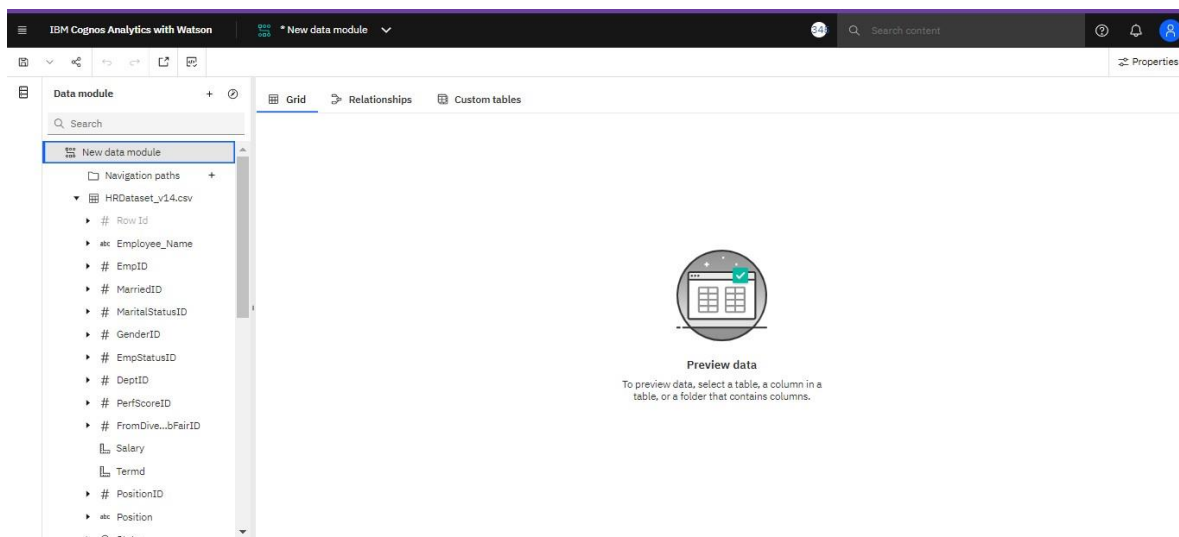 IBM Cognos Analytics with Watson
* New data module
Search content
Properties
Data module
Search
New data module
Navigation paths
HRDataset_v14.csv
# Row Id
abc Employee_Name
# EmpID
# MarriedID
# MaritalStatusID
# GenderID
# EmpStatusID
# DeptID
# PerfScoreID
# FromDive...bFairID
Salary
Termd
# PositionID
abc Position
Grid
Relationships
Custom tables
Preview data
To preview data, select a table, a column in a
table, or a folder that contains columns.